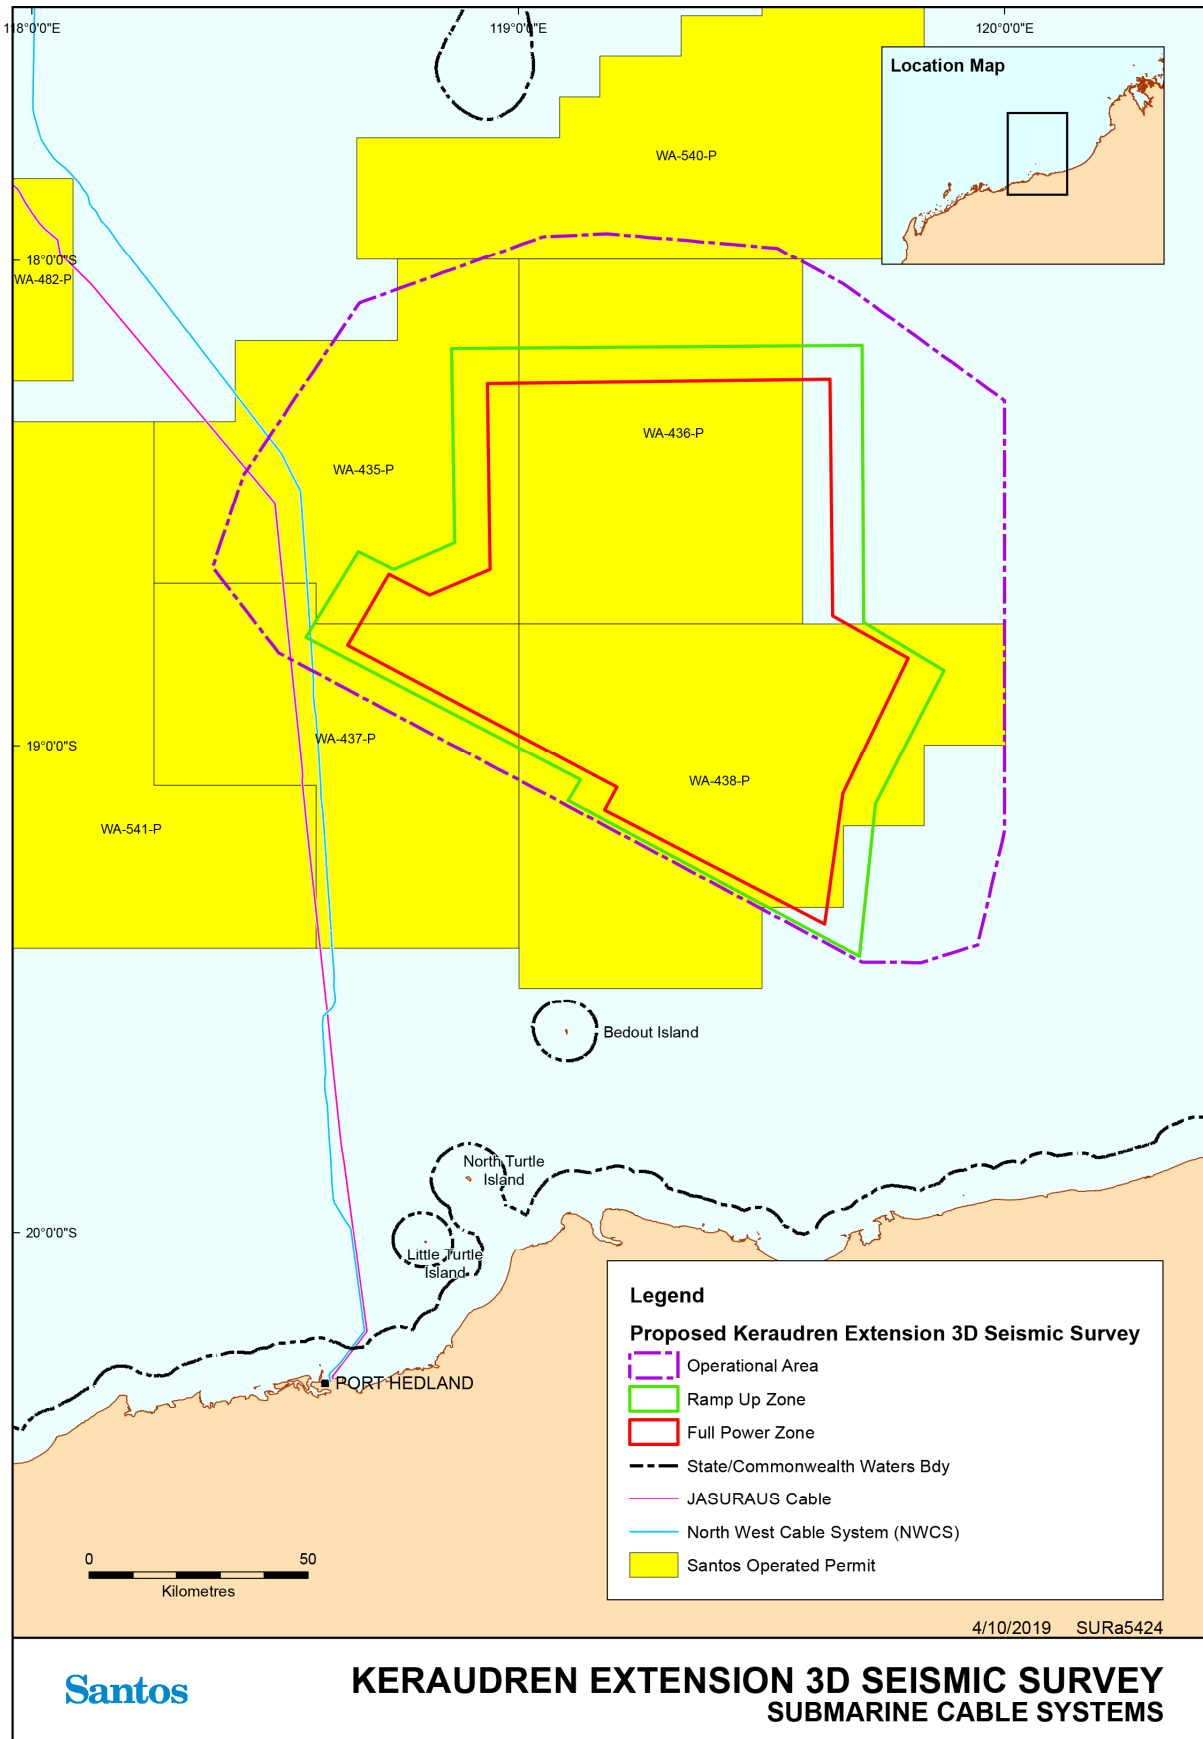 118°0'0"E
119°0'0"E
120°0'0"E
Location Map
WA-540-P
18°0'0"S
WA-482-P
WA-436-P
WA-435-P
19°0'0"S
WA-437-P
WA-438-P
WA-541-P
Bedout Island
North Turtle
Island
20°0'0"S
Little Turtle
Island
PORT HEDLAND
Legend
Proposed Keraudren Extension 3D Seismic Survey
Operational Area
Ramp Up Zone
Full Power Zone
State/Commonwealth Waters Bdy
JASURAUS Cable
North West Cable System (NWCS)
Santos Operated Permit
0 50
Kilometres
4/10/2019 SURa5424
Santos
KERAUDREN EXTENSION 3D SEISMIC SURVEY
SUBMARINE CABLE SYSTEMS